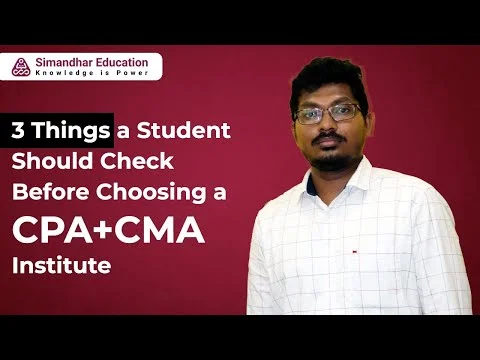 Simandhar Education
Knowledge is Power
3 Things a Student
Should Check
Before Choosing a
CPA+CMA
Institute